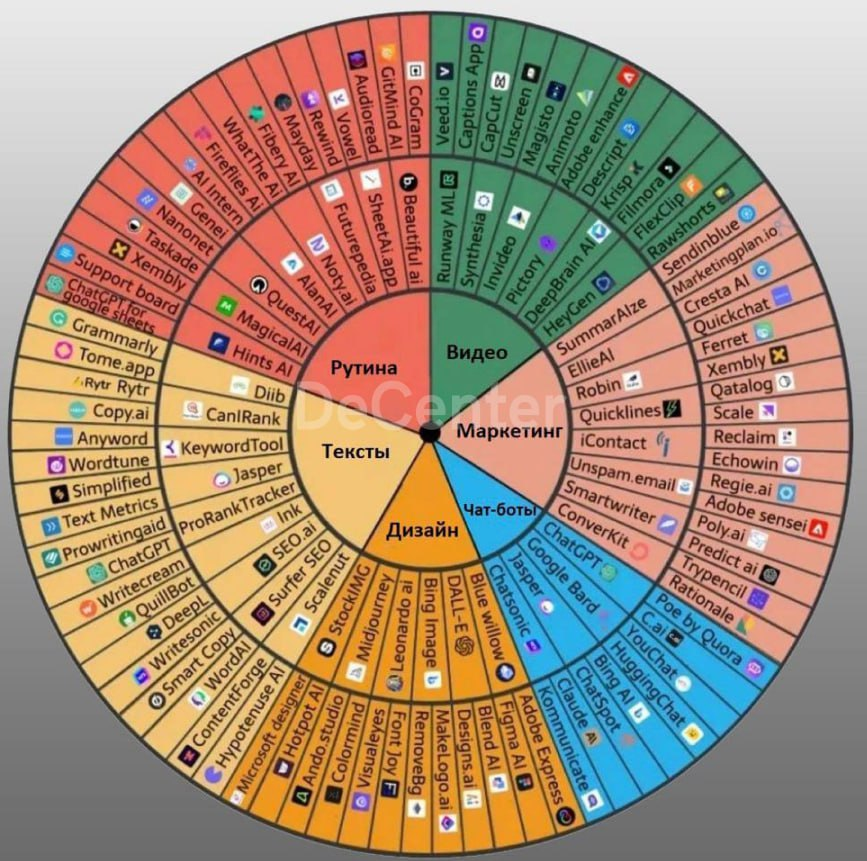 Рутина
Видео
Маркетинг
Чат-боты
Дизайн
Тексты
DeCenter
Hints AI
MagicalAI
QuestAI
AlanAI
Noty.ai
Futurepedia
SheetAi.app
Beautiful ai
ChatGPT for
google sheets
Support board
Xembly
Taskade
Nanonet
Genei
AI Intern
Fireflies Ai
WhatThe Ai
Fibery AI
Mayday
Rewind
Vowel
Audioread
GitMind AI
CoGram
Runway ML
Synthesia
Invideo
Pictory
DeepBrain AI
HeyGen
Veed.io
Captions App
CapCut
Unscreen
Magisto
Animoto
Adobe enhance
Descript
Krisp
Filmora
FlexClip
Rawshorts
SummarAIze
EllieAI
Robin
Quicklines
iContact
Unspam.email
Smartwriter
ConverKit
Sendinblue
Marketingplan.io
Cresta AI
Quickchat
Ferret
Xembly
Qatalog
Scale
Reclaim
Echowin
Regie.ai
Adobe sensei
Poly.ai
Predict ai
Trypencil
Rationale
ChatGPT
Google Bard
Jasper
Chatsonic
Poe by Quora
C.ai
YouChat
HuggingChat
Bing AI
ChatSpot
Claude
Kommunicate
Blue willow
DALL-E
Bing Image
Leonardo.ai
Midjourney
StockIMG
Adobe Express
Figma AI
Blend AI
Designs.ai
MakeLogo.ai
RemoveBg
Font Joy
Visualeyes
Colormind
Ando.studio
Hotpot Ai
Microsoft designer
Scalenut
Surfer SEO
SEO.ai
Ink
ProRankTracker
Jasper
KeywordTool
CanIRank
Diib
Hypotenuse AI
ContentForge
WordAI
Smart Copy
Writesonic
DeepL
QuillBot
Writecream
ChatGPT
Prowritingaid
Text Metrics
Simplified
Wordtune
Anyword
Copy.ai
Rytr Rytr
Tome.app
Grammarly